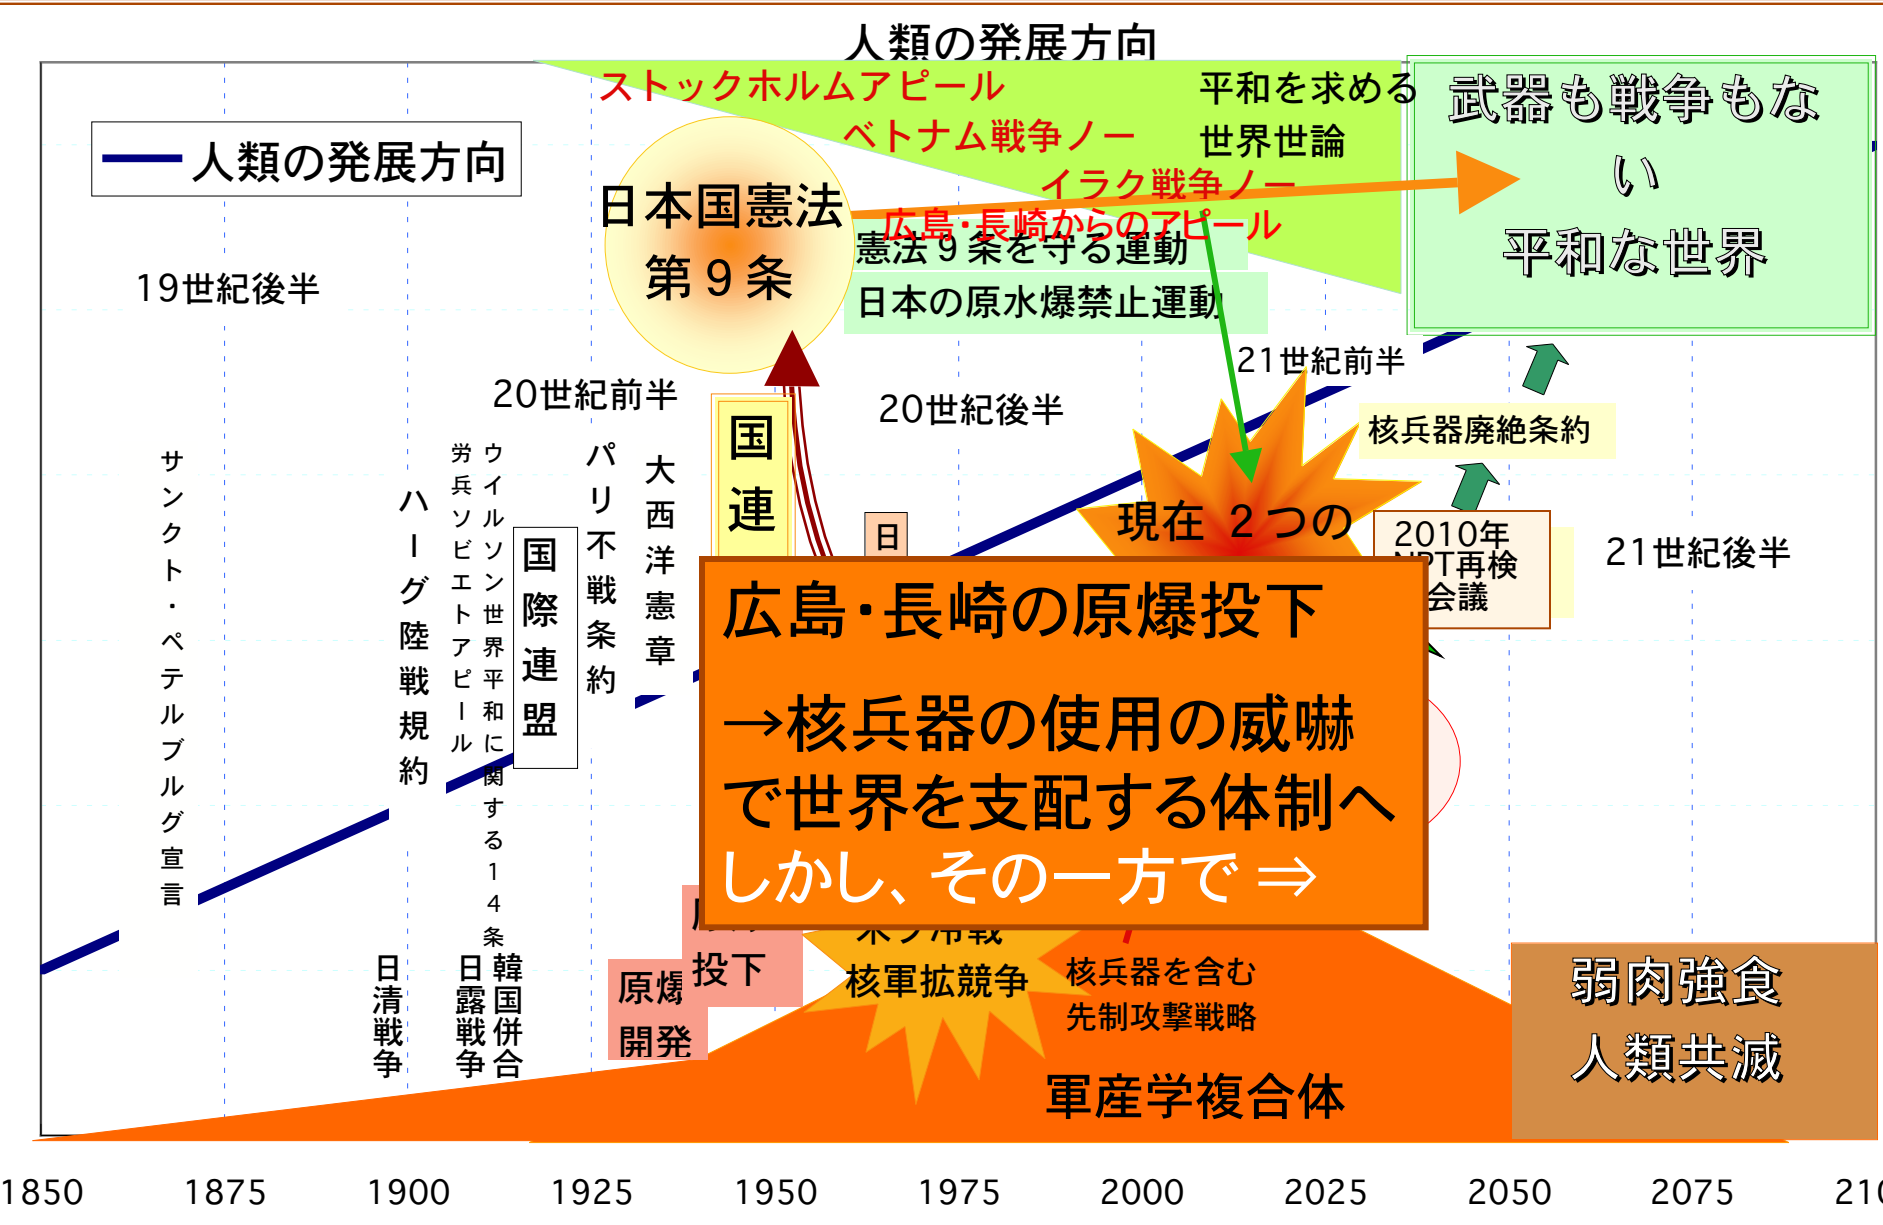 人類の発展方向
人類の発展方向
ストックホルムアピール
ベトナム戦争ノー
イラク戦争ノー
広島･長崎からのアピール
平和を求める
世界世論
武器も戦争もな
い
平和な世界
日本国憲法
第９条
憲法９条を守る運動
日本の原水爆禁止運動
19世紀後半
20世紀前半
20世紀後半
21世紀前半
21世紀後半
サンクト・ペテルブルグ宣言
ハーグ陸戦規約
労兵ソビエトアピール
ウイルソン世界平和に関する１４条
国際連盟
パリ不戦条約
大西洋憲章
国連
日
現在 ２つの
核兵器廃絶条約
2010年
NPT再検
会議
広島･長崎の原爆投下
→核兵器の使用の威嚇
で世界を支配する体制へ
しかし、その一方で ⇒
日清戦争
日露戦争
韓国併合
原爆
開発
投下
米ソ冷戦
核軍拡競争
核兵器を含む
先制攻撃戦略
軍産学複合体
弱肉強食
人類共滅
1850 1875 1900 1925 1950 1975 2000 2025 2050 2075 210